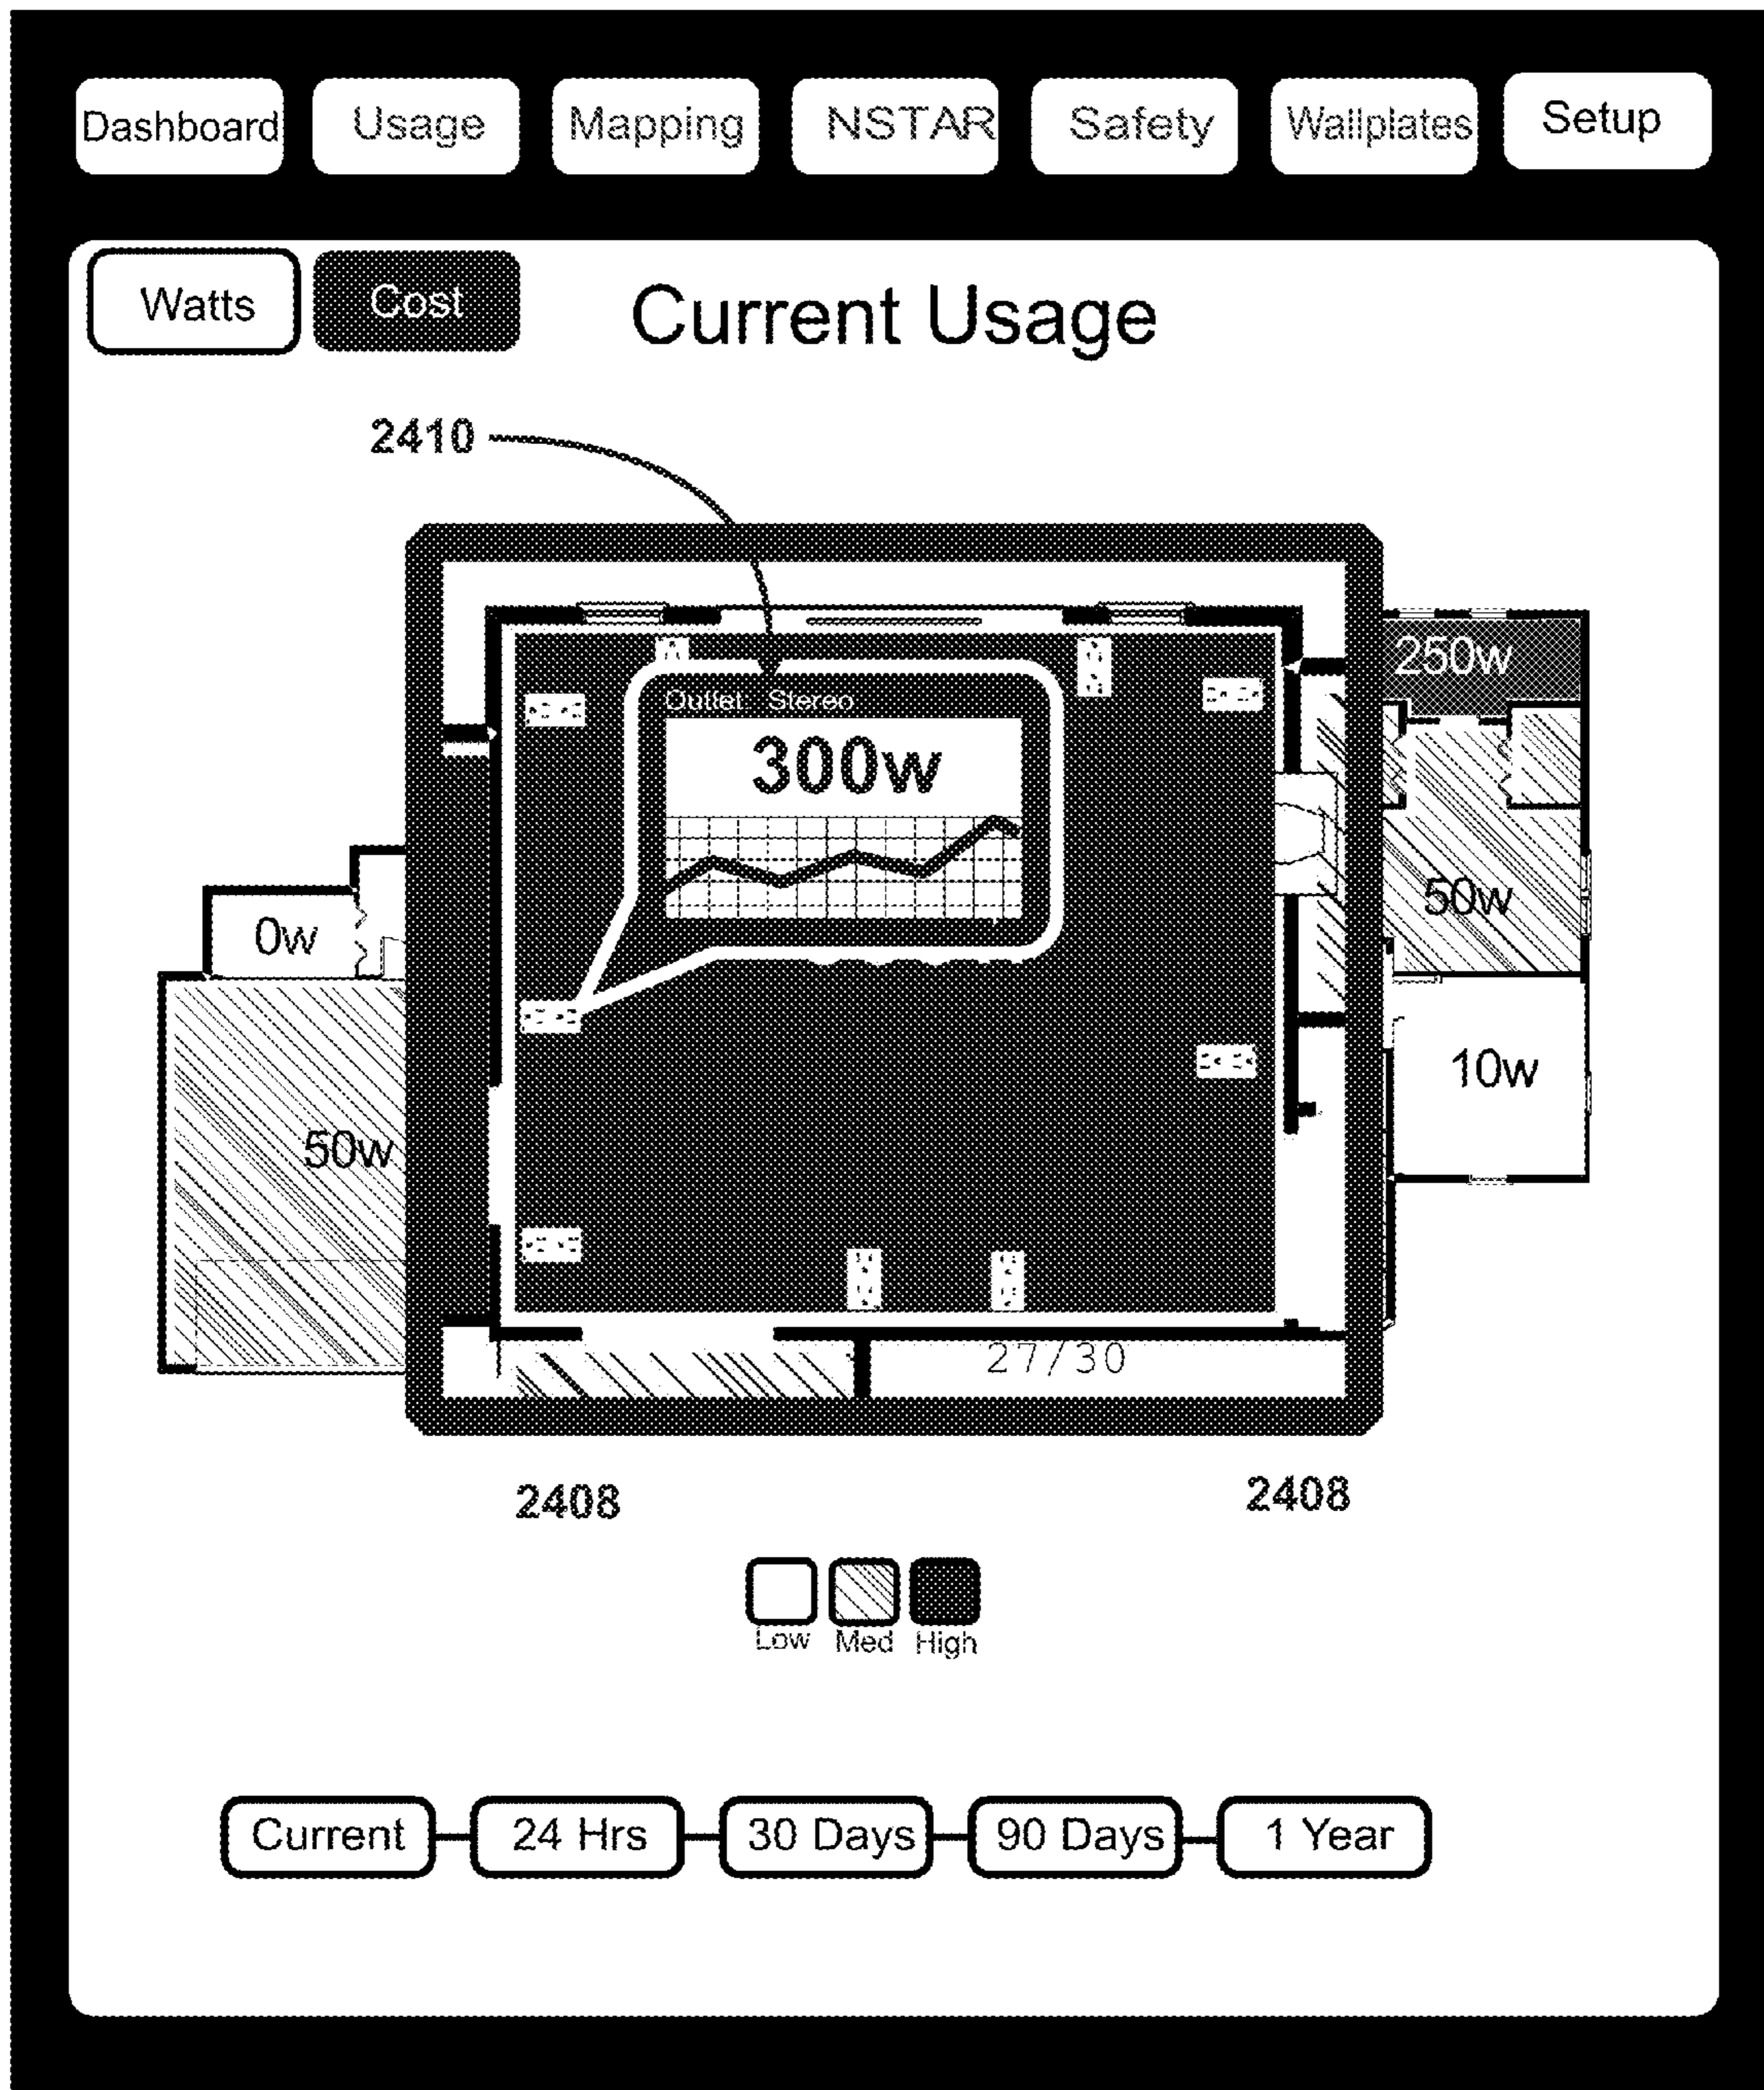 Dashboard Usage Mapping NSTAR Safety Wallplates Setup
Watts Cost Current Usage
2410
Outlet: Stereo
300w
250w
50w
0w
10w
50w
27/30
2408 2408
Low Med High
Current 24 Hrs 30 Days 90 Days 1 Year